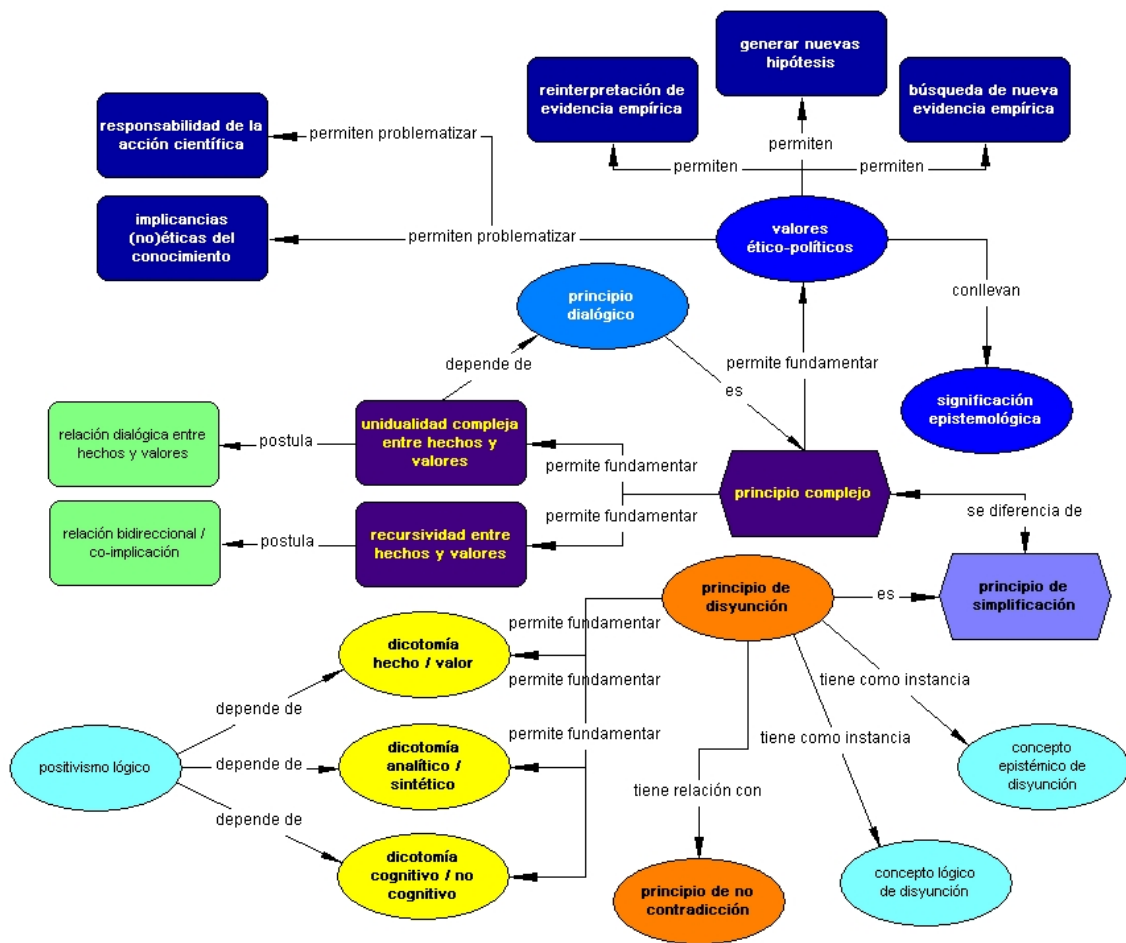 generar nuevas
hipótesis
reinterpretación de
evidencia empírica
búsqueda de nueva
evidencia empírica
responsabilidad de la
acción científica
permiten problematizar
permiten
permiten
permiten
implicancias
(no)éticas del
conocimiento
permiten problematizar
valores
ético-políticos
principio
dialógico
conllevan
depende de
permite fundamentar
es
significación
epistemológica
relación dialógica entre
hechos y valores
postula
unidualidad compleja
entre hechos y
valores
permite fundamentar
principio complejo
permite fundamentar
se diferencia de
relación bidireccional /
co-implicación
postula
recursividad entre
hechos y valores
principio de
disyunción
es
principio de
simplificación
permite fundamentar
dicotomía
hecho / valor
permite fundamentar
tiene como instancia
depende de
permite fundamentar
tiene como instancia
positivismo lógico
depende de
dicotomía
analítico /
sintético
concepto
epistémico de
disyunción
tiene relación con
depende de
dicotomía
cognitivo / no
cognitivo
principio de no
contradicción
concepto lógico
de disyunción